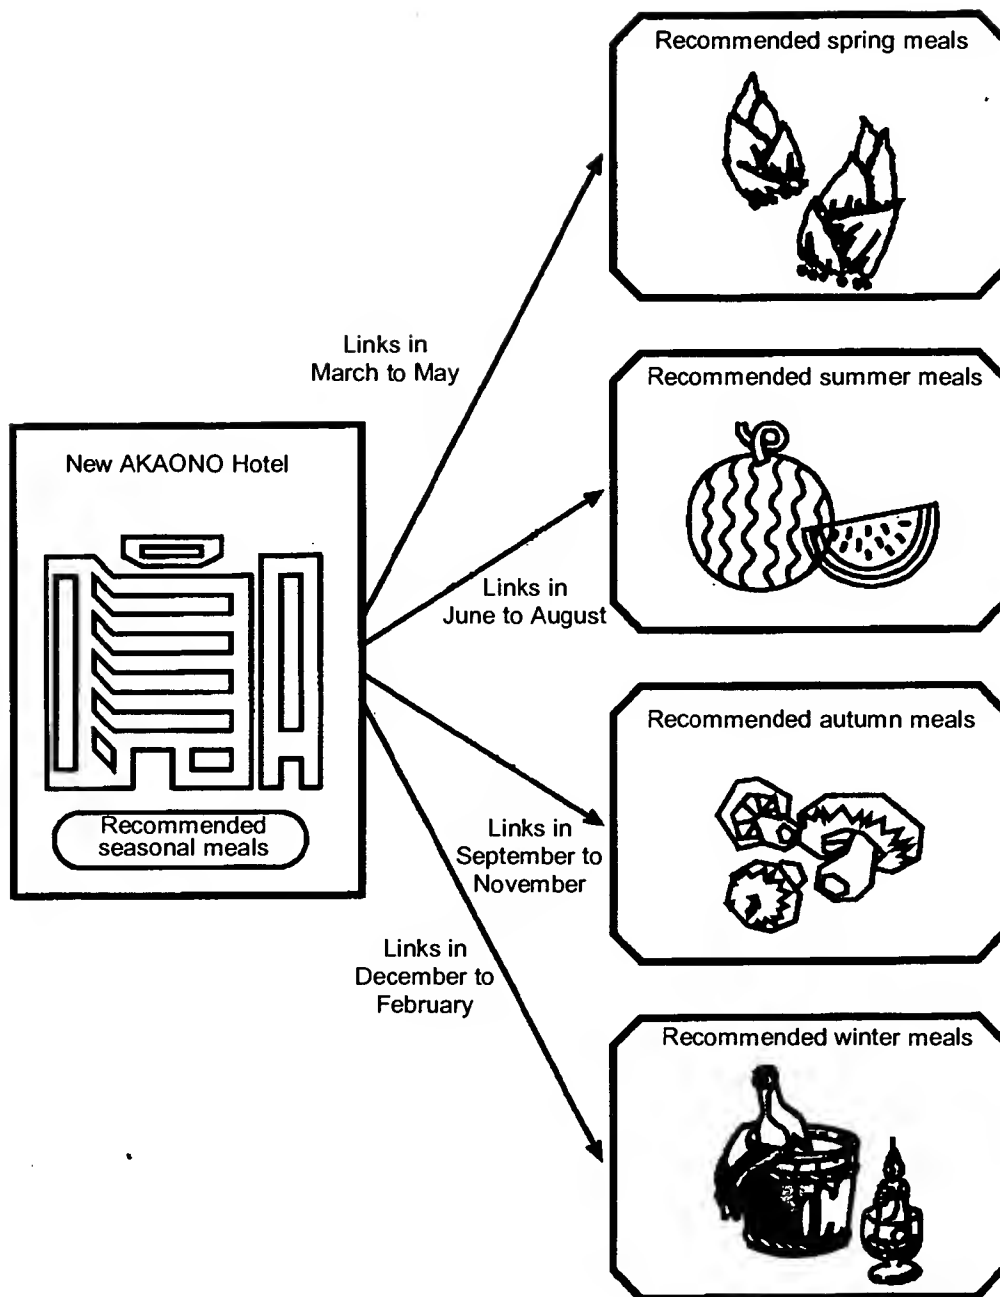 Recommended spring meals
Links in
March to May
Recommended summer meals
New AKAONO Hotel
Links in
June to August
Recommended autumn meals
Recommended
seasonal meals
Links in
September to
November
Links in
December to
February
Recommended winter meals